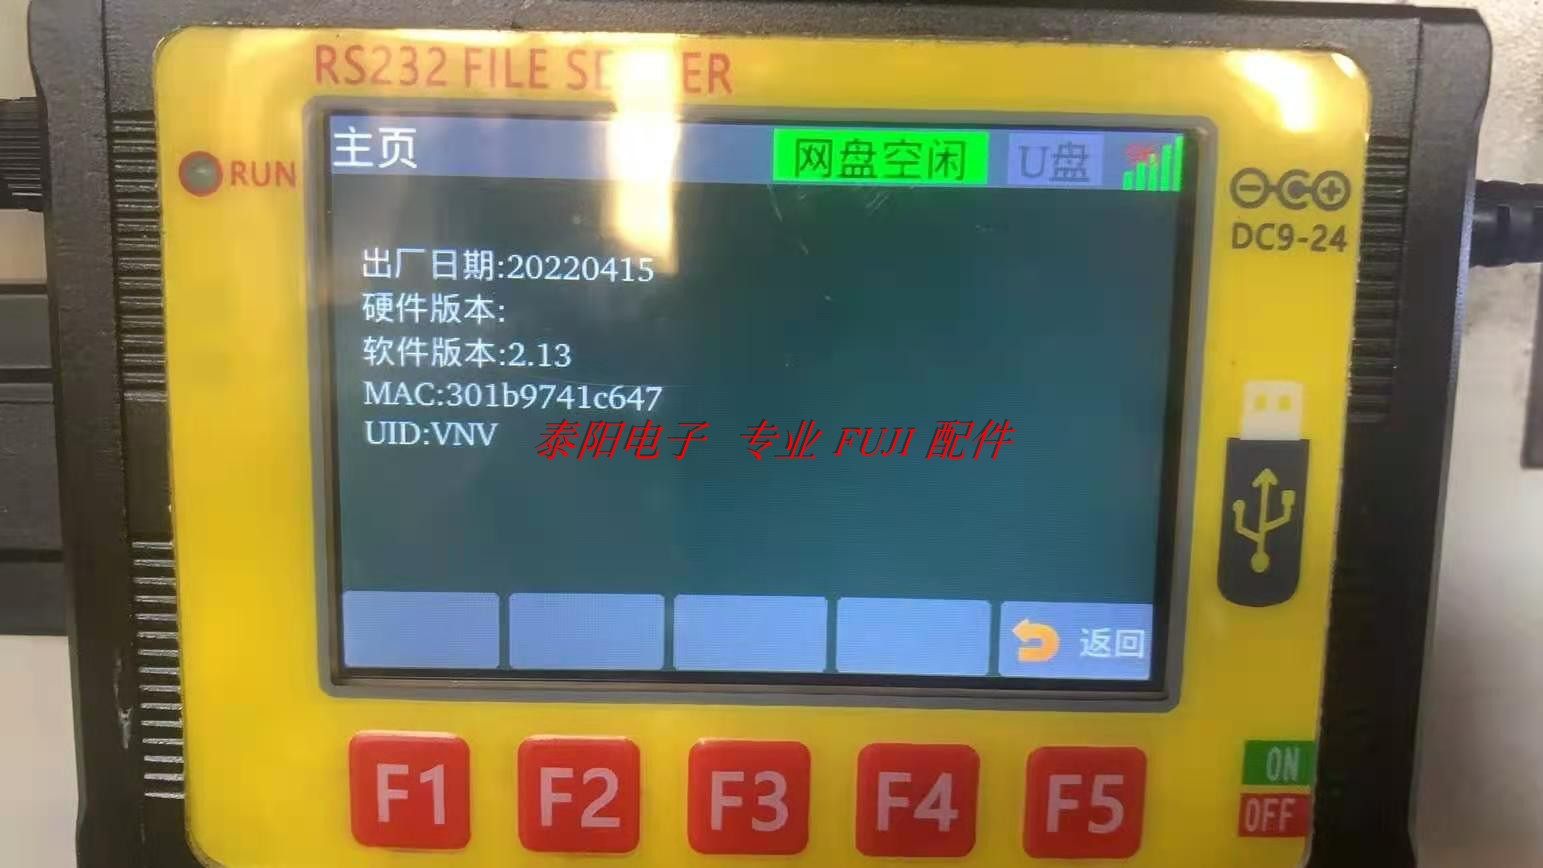 RS232 FILE SE
ER
主页
网盘空闲
U盘
RUN
DC9-24
出厂日期:20220415
硬件版本:
软件版本:2.13
MAC:301b9741c647
UID:VNV
泰阳电子 专业 FUJI 配件
返回
F1
F2
F3
F4
F5
ON
OFF